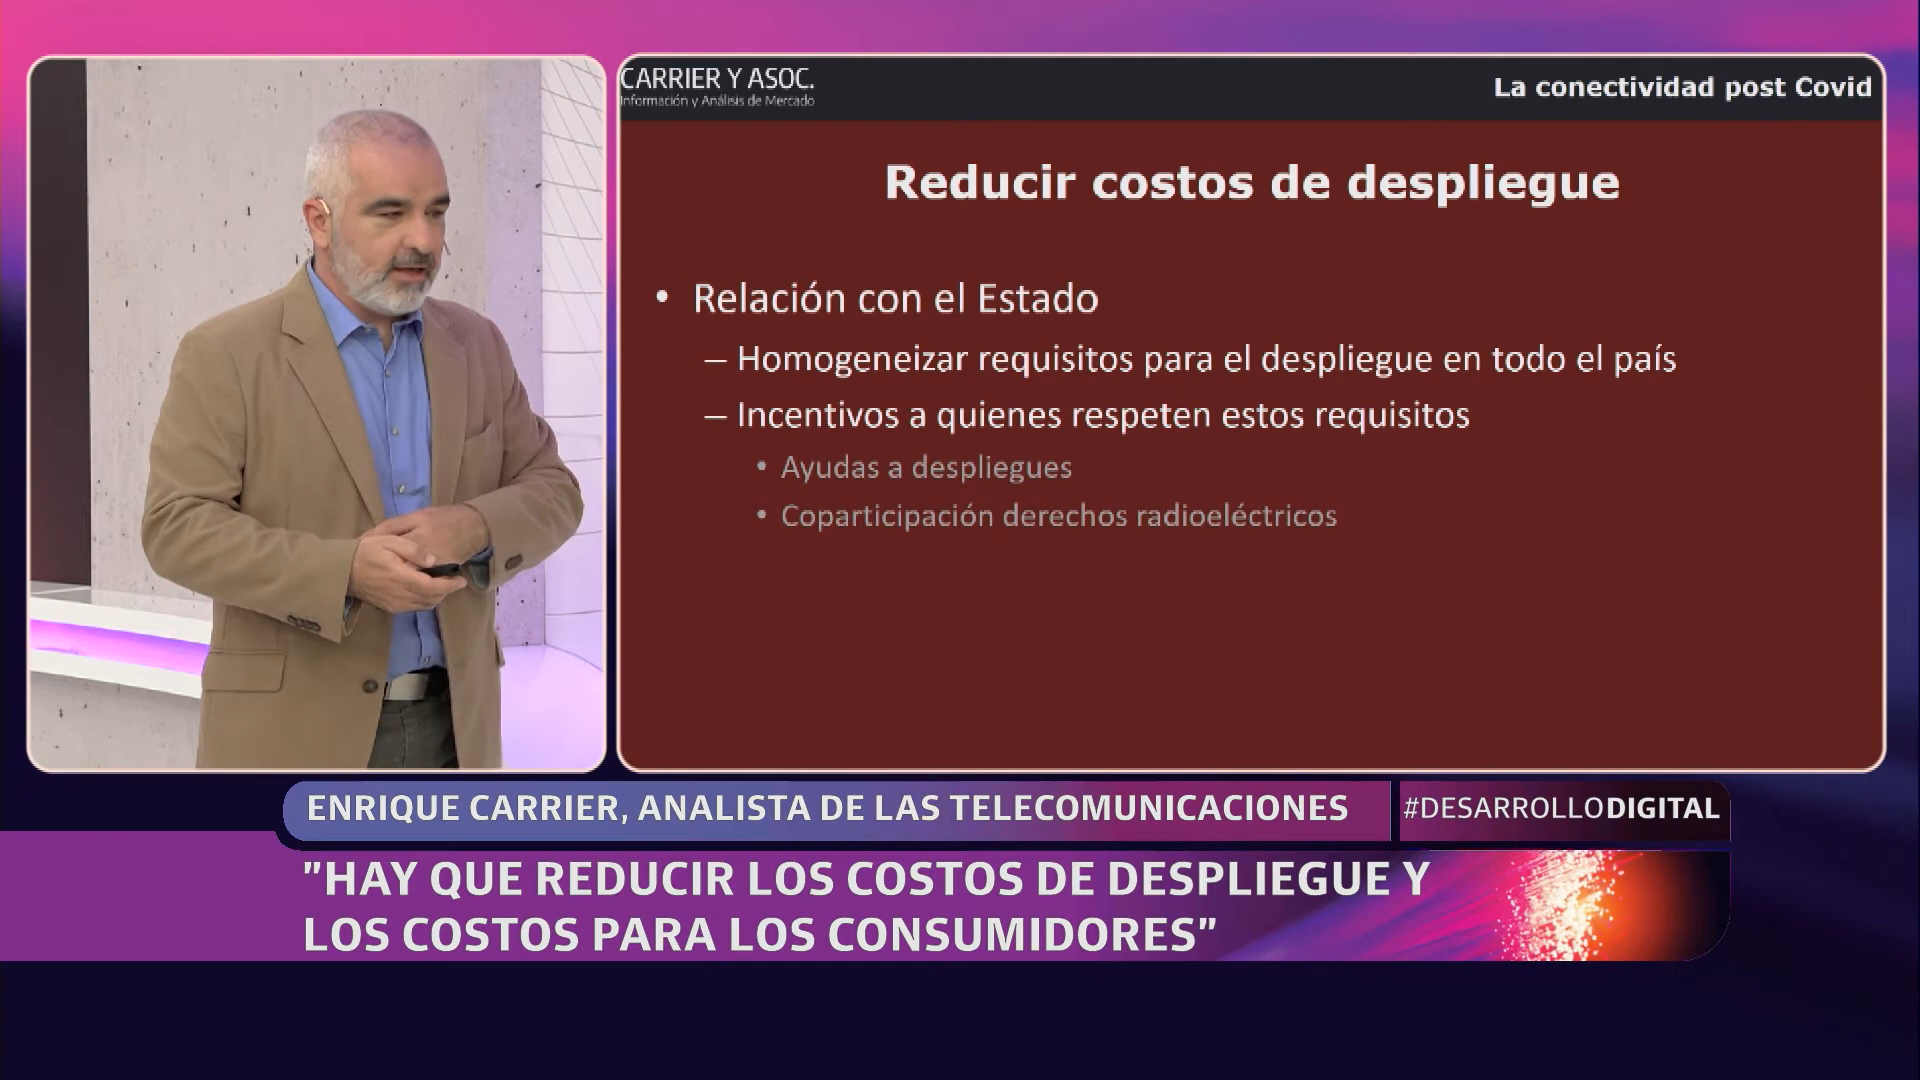 CARRIER Y ASOC.
Información y Análisis de Mercado
La conectividad post Covid
Reducir costos de despliegue
• Relación con el Estado
– Homogeneizar requisitos para el despliegue en todo el país
– Incentivos a quienes respeten estos requisitos
• Ayudas a despliegues
• Coparticipación derechos radioeléctricos
ENRIQUE CARRIER, ANALISTA DE LAS TELECOMUNICACIONES
#DESARROLLODIGITAL
"HAY QUE REDUCIR LOS COSTOS DE DESPLIEGUE Y
LOS COSTOS PARA LOS CONSUMIDORES"